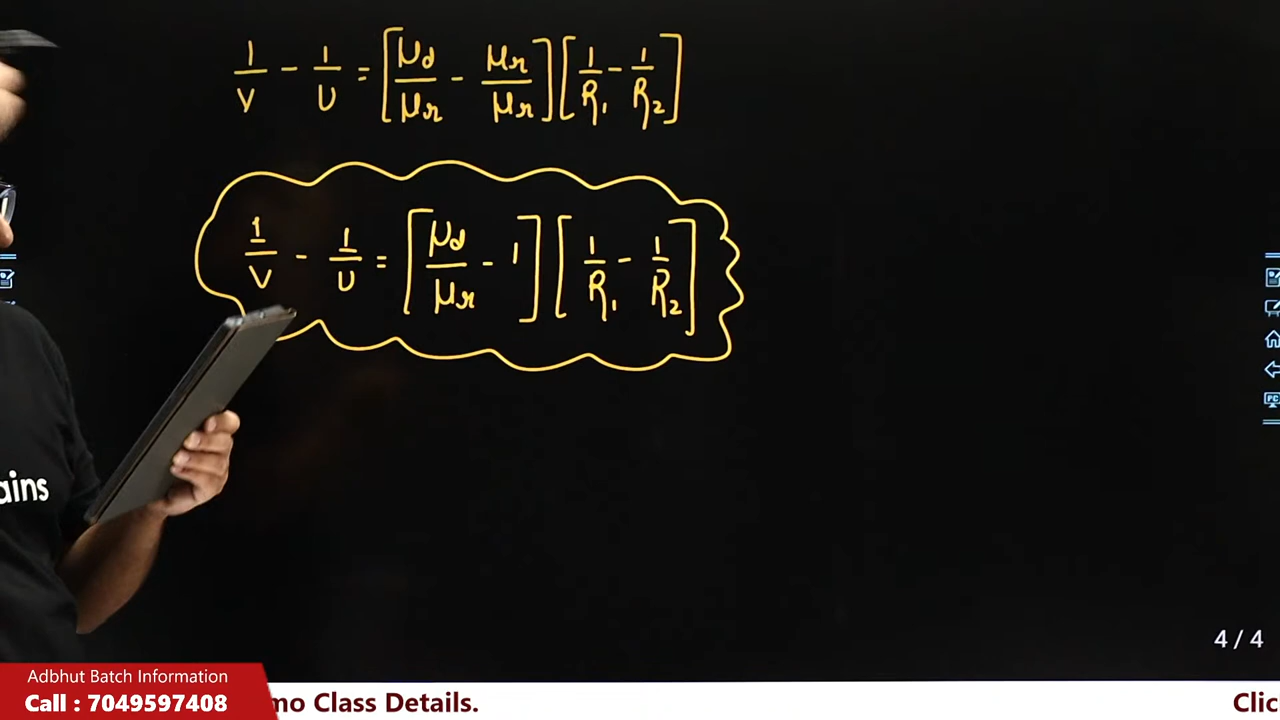 1/V - 1/U = [μd/μr - μr/μr] [1/R₁ - 1/R₂]
1/V - 1/U = [μd/μr - 1] [1/R₁ - 1/R₂]
ains
4 / 4
Adbhut Batch Information
Call : 7049597408
mo Class Details.
Clic